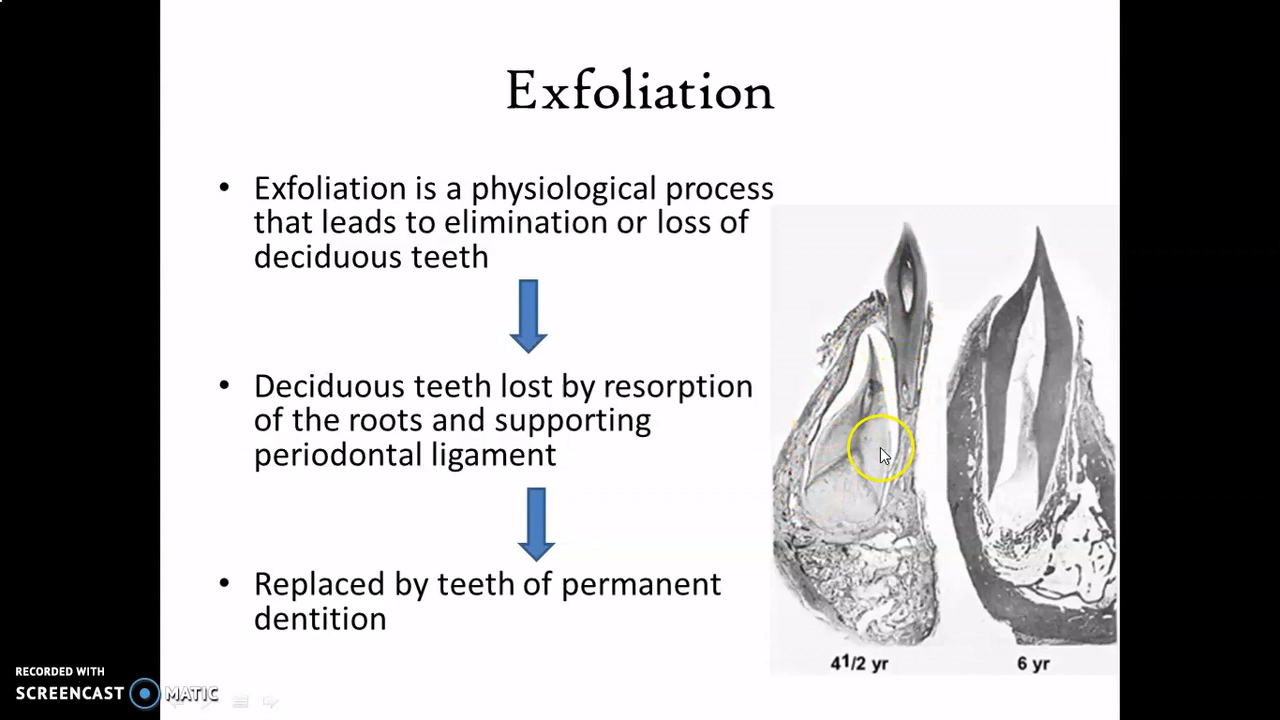 Exfoliation
• Exfoliation is a physiological process
that leads to elimination or loss of
deciduous teeth
• Deciduous teeth lost by resorption
of the roots and supporting
periodontal ligament
• Replaced by teeth of permanent
dentition
41/2 yr
6 yr
RECORDED WITH
SCREENCAST MATIC